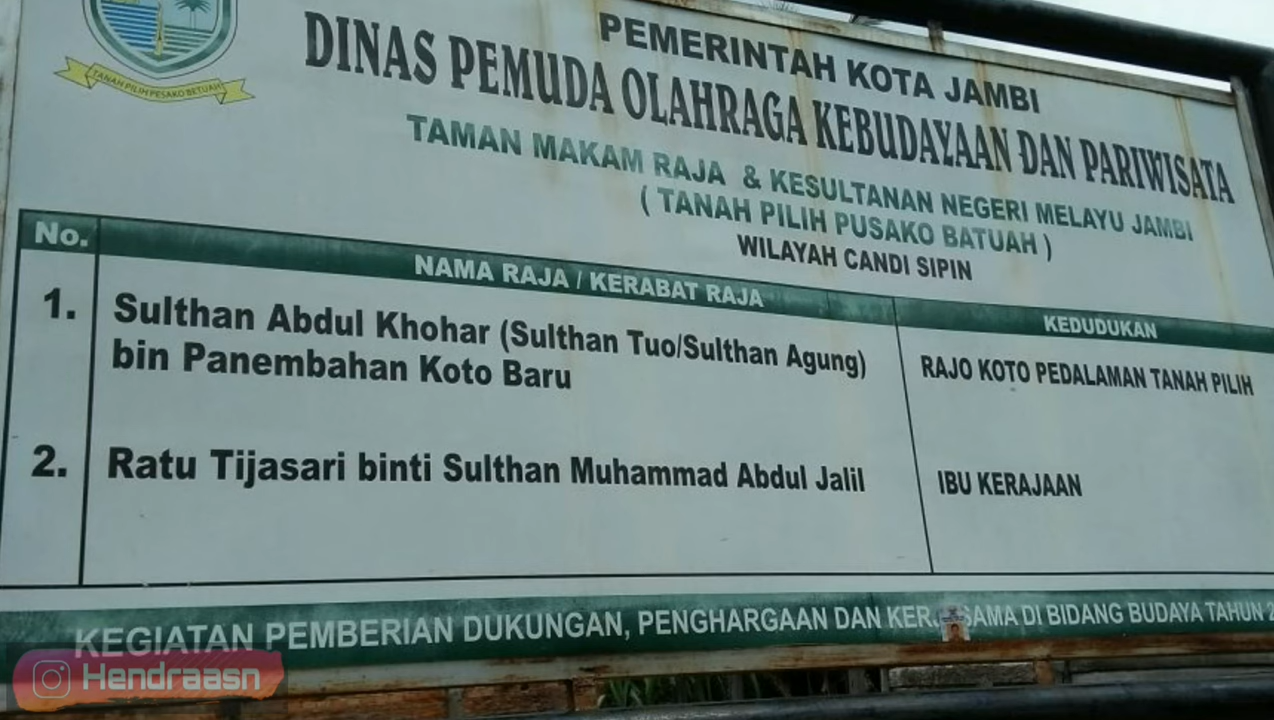 PEMERINTAH KOTA JAMBI
DINAS PEMUDA OLAHRAGA KEBUDAYAAN DAN PARIWISATA
TANAH PILIH PESAKO BETUAH
TAMAN MAKAM RAJA & KESULTANAN NEGERI MELAYU JAMBI
( TANAH PILIH PUSAKO BATUAH )
WILAYAH CANDI SIPIN
No. NAMA RAJA / KERABAT RAJA KEDUDUKAN
1. Sulthan Abdul Khohar (Sulthan Tuo/Sulthan Agung) RAJO KOTO PEDALAMAN TANAH PILIH
bin Panembahan Koto Baru
2. Ratu Tijasari binti Sulthan Muhammad Abdul Jalil IBU KERAJAAN
KEGIATAN PEMBERIAN DUKUNGAN, PENGHARGAAN DAN SAMA DI BIDANG BUDAYA TAHUN
Hendraasn